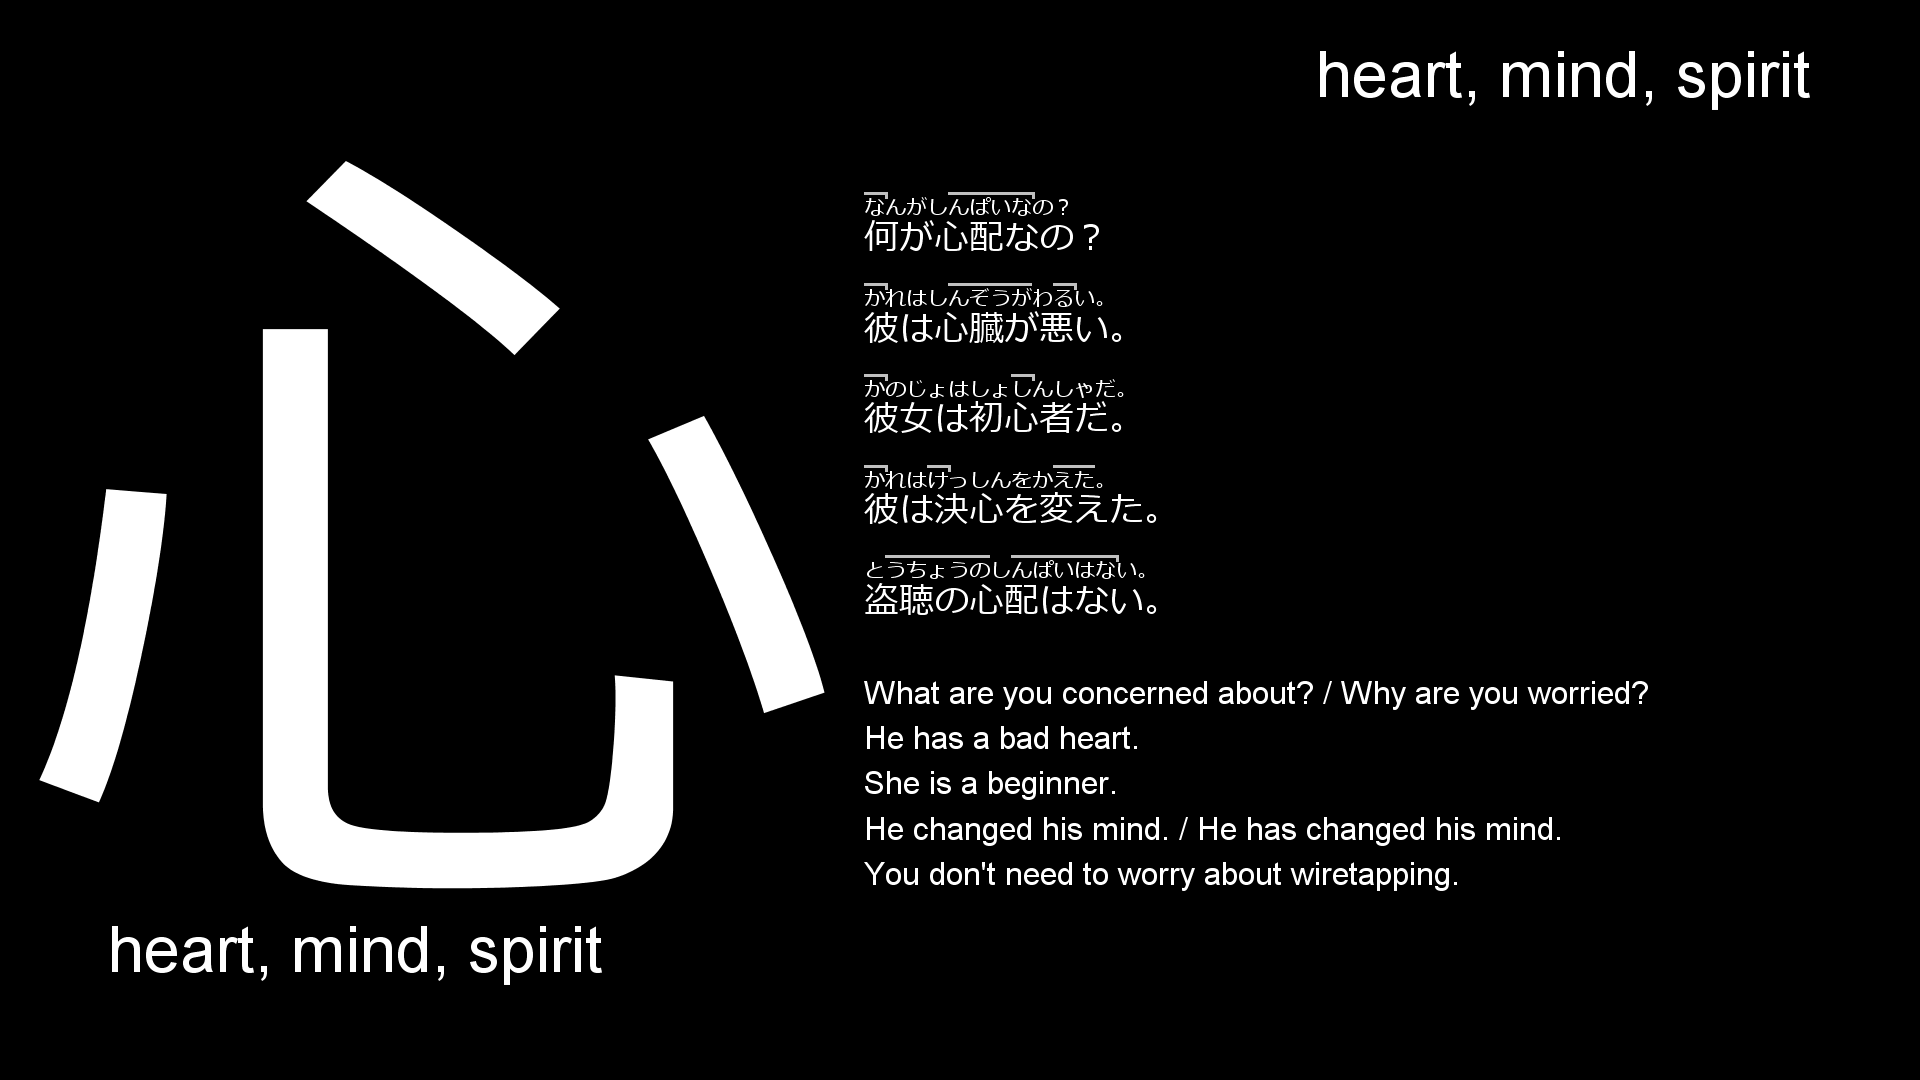 heart, mind, spirit
心
heart, mind, spirit
なんがしんぱいなの？
何が心配なの？
かれはしんぞうがわるい。
彼は心臓が悪い。
かのじょはしょしんしゃだ。
彼女は初心者だ。
かれはけっしんをかえた。
彼は決心を変えた。
とうちょうのしんぱいはない。
盗聴の心配はない。
What are you concerned about? / Why are you worried?
He has a bad heart.
She is a beginner.
He changed his mind. / He has changed his mind.
You don't need to worry about wiretapping.